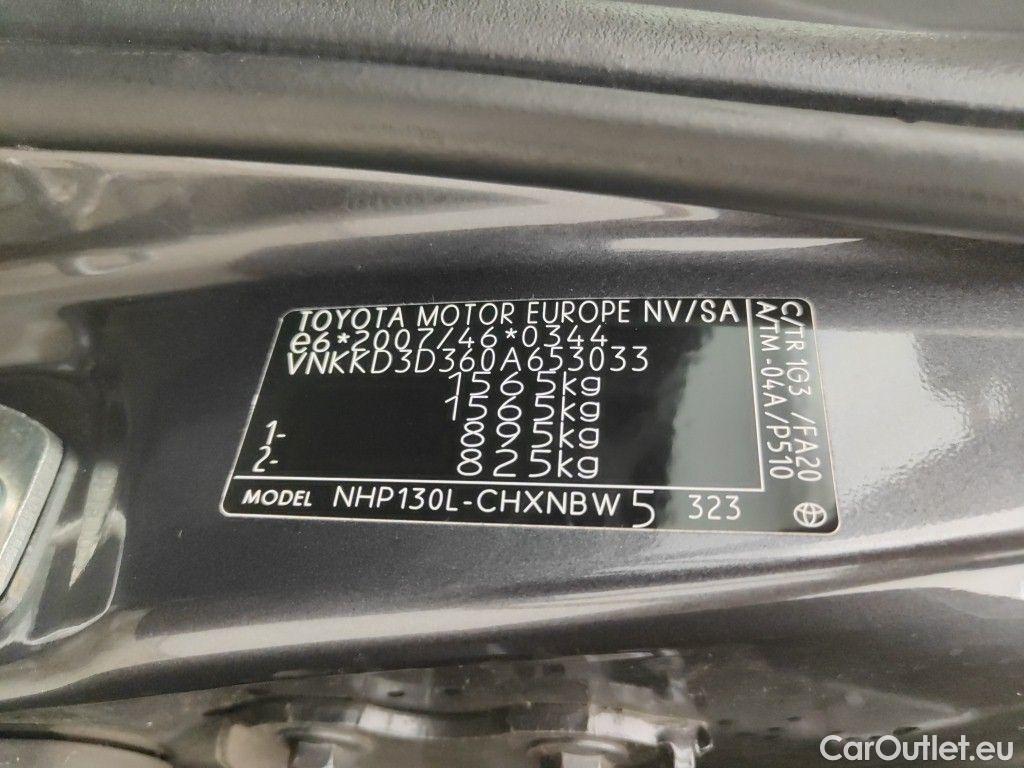 TOYOTA MOTOR EUROPE NV/SA
e6*2007/46*0344
VNKKD3D360A653033
1565kg
1565kg
1- 895kg
2- 825kg
MODEL NHP130L-CHXNBW 5 323
C/TR 1G3 /FA20
A/TM -04A/P510
CarOutlet.eu